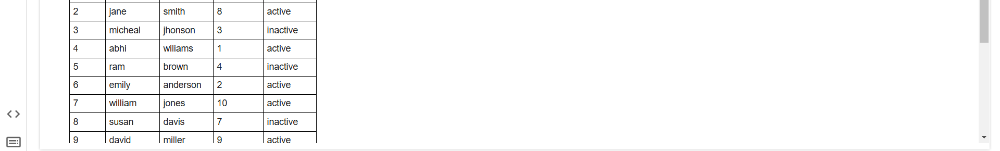 2 jane smith 8 active
3 micheal jhonson 3 inactive
4 abhi wiliams 1 active
5 ram brown 4 inactive
6 emily anderson 2 active
7 william jones 10 active
8 susan davis 7 inactive
9 david miller 9 active